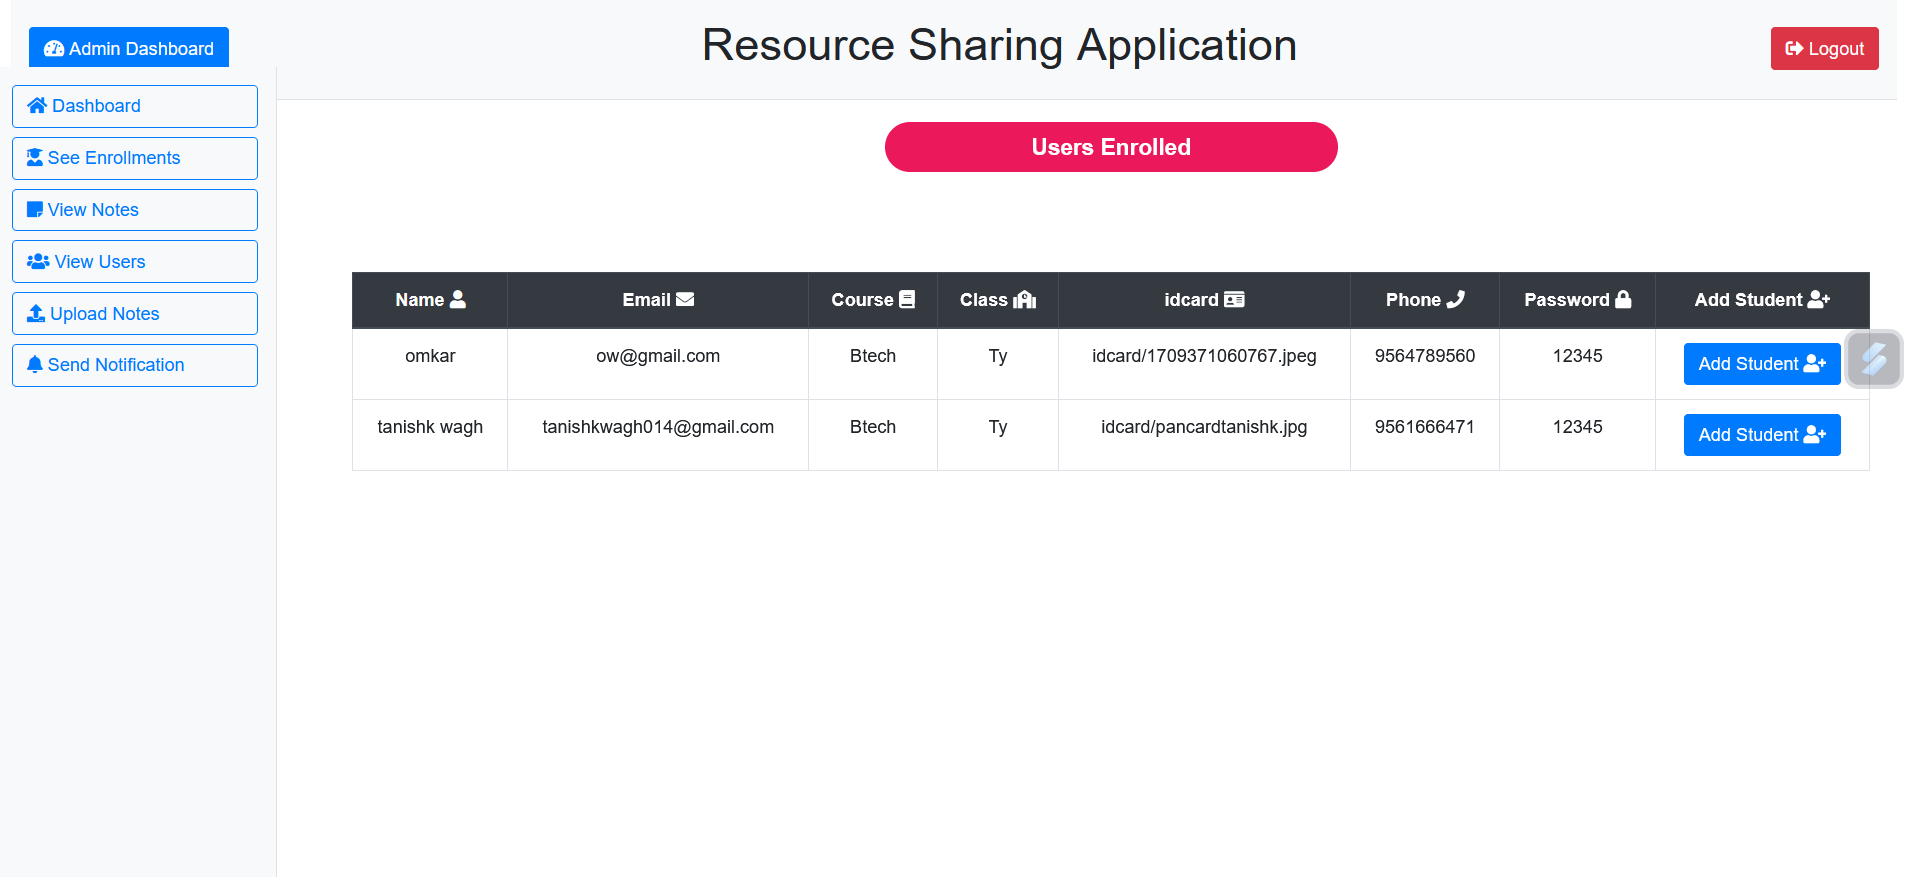 Admin Dashboard
Resource Sharing Application
Logout
Dashboard
See Enrollments
View Notes
View Users
Upload Notes
Send Notification
Users Enrolled
Name Email Course Class idcard Phone Password Add Student
omkar ow@gmail.com Btech Ty idcard/1709371060767.jpeg 9564789560 12345 Add Student
tanishk wagh tanishkwagh014@gmail.com Btech Ty idcard/pancardtanishk.jpg 9561666471 12345 Add Student